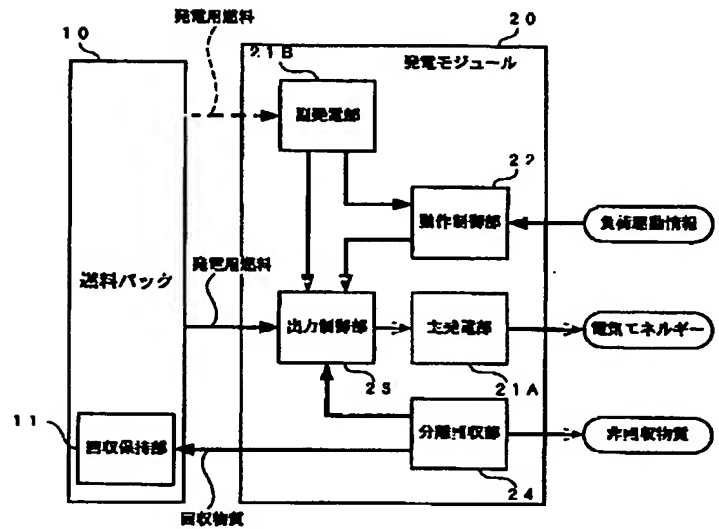 発電用燃料
10
20
21B
発電モジュール
副発電部
22
動作制御部
負荷駆動情報
燃料パック
発電用燃料
出力制御部
主発電部
電気エネルギー
23
21A
11
回収保持部
分離回収部
非回収物質
24
回収物質